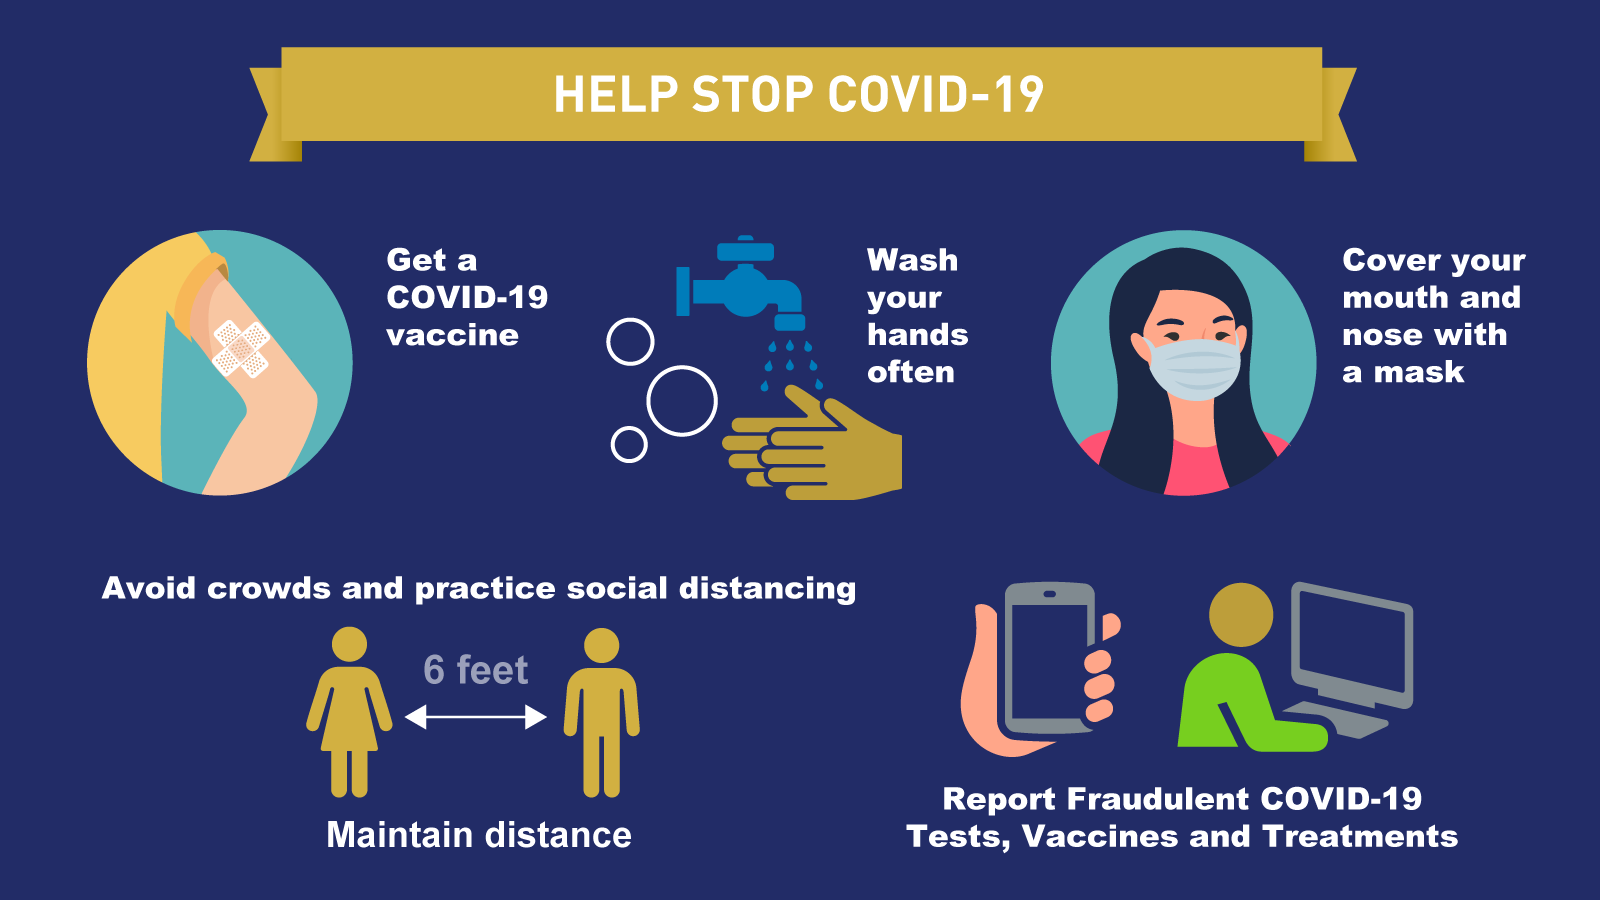 HELP STOP COVID-19
Get a
COVID-19
vaccine
Wash
your
hands
often
Cover your
mouth and
nose with
a mask
Avoid crowds and practice social distancing
6 feet
Maintain distance
Report Fraudulent COVID-19
Tests, Vaccines and Treatments